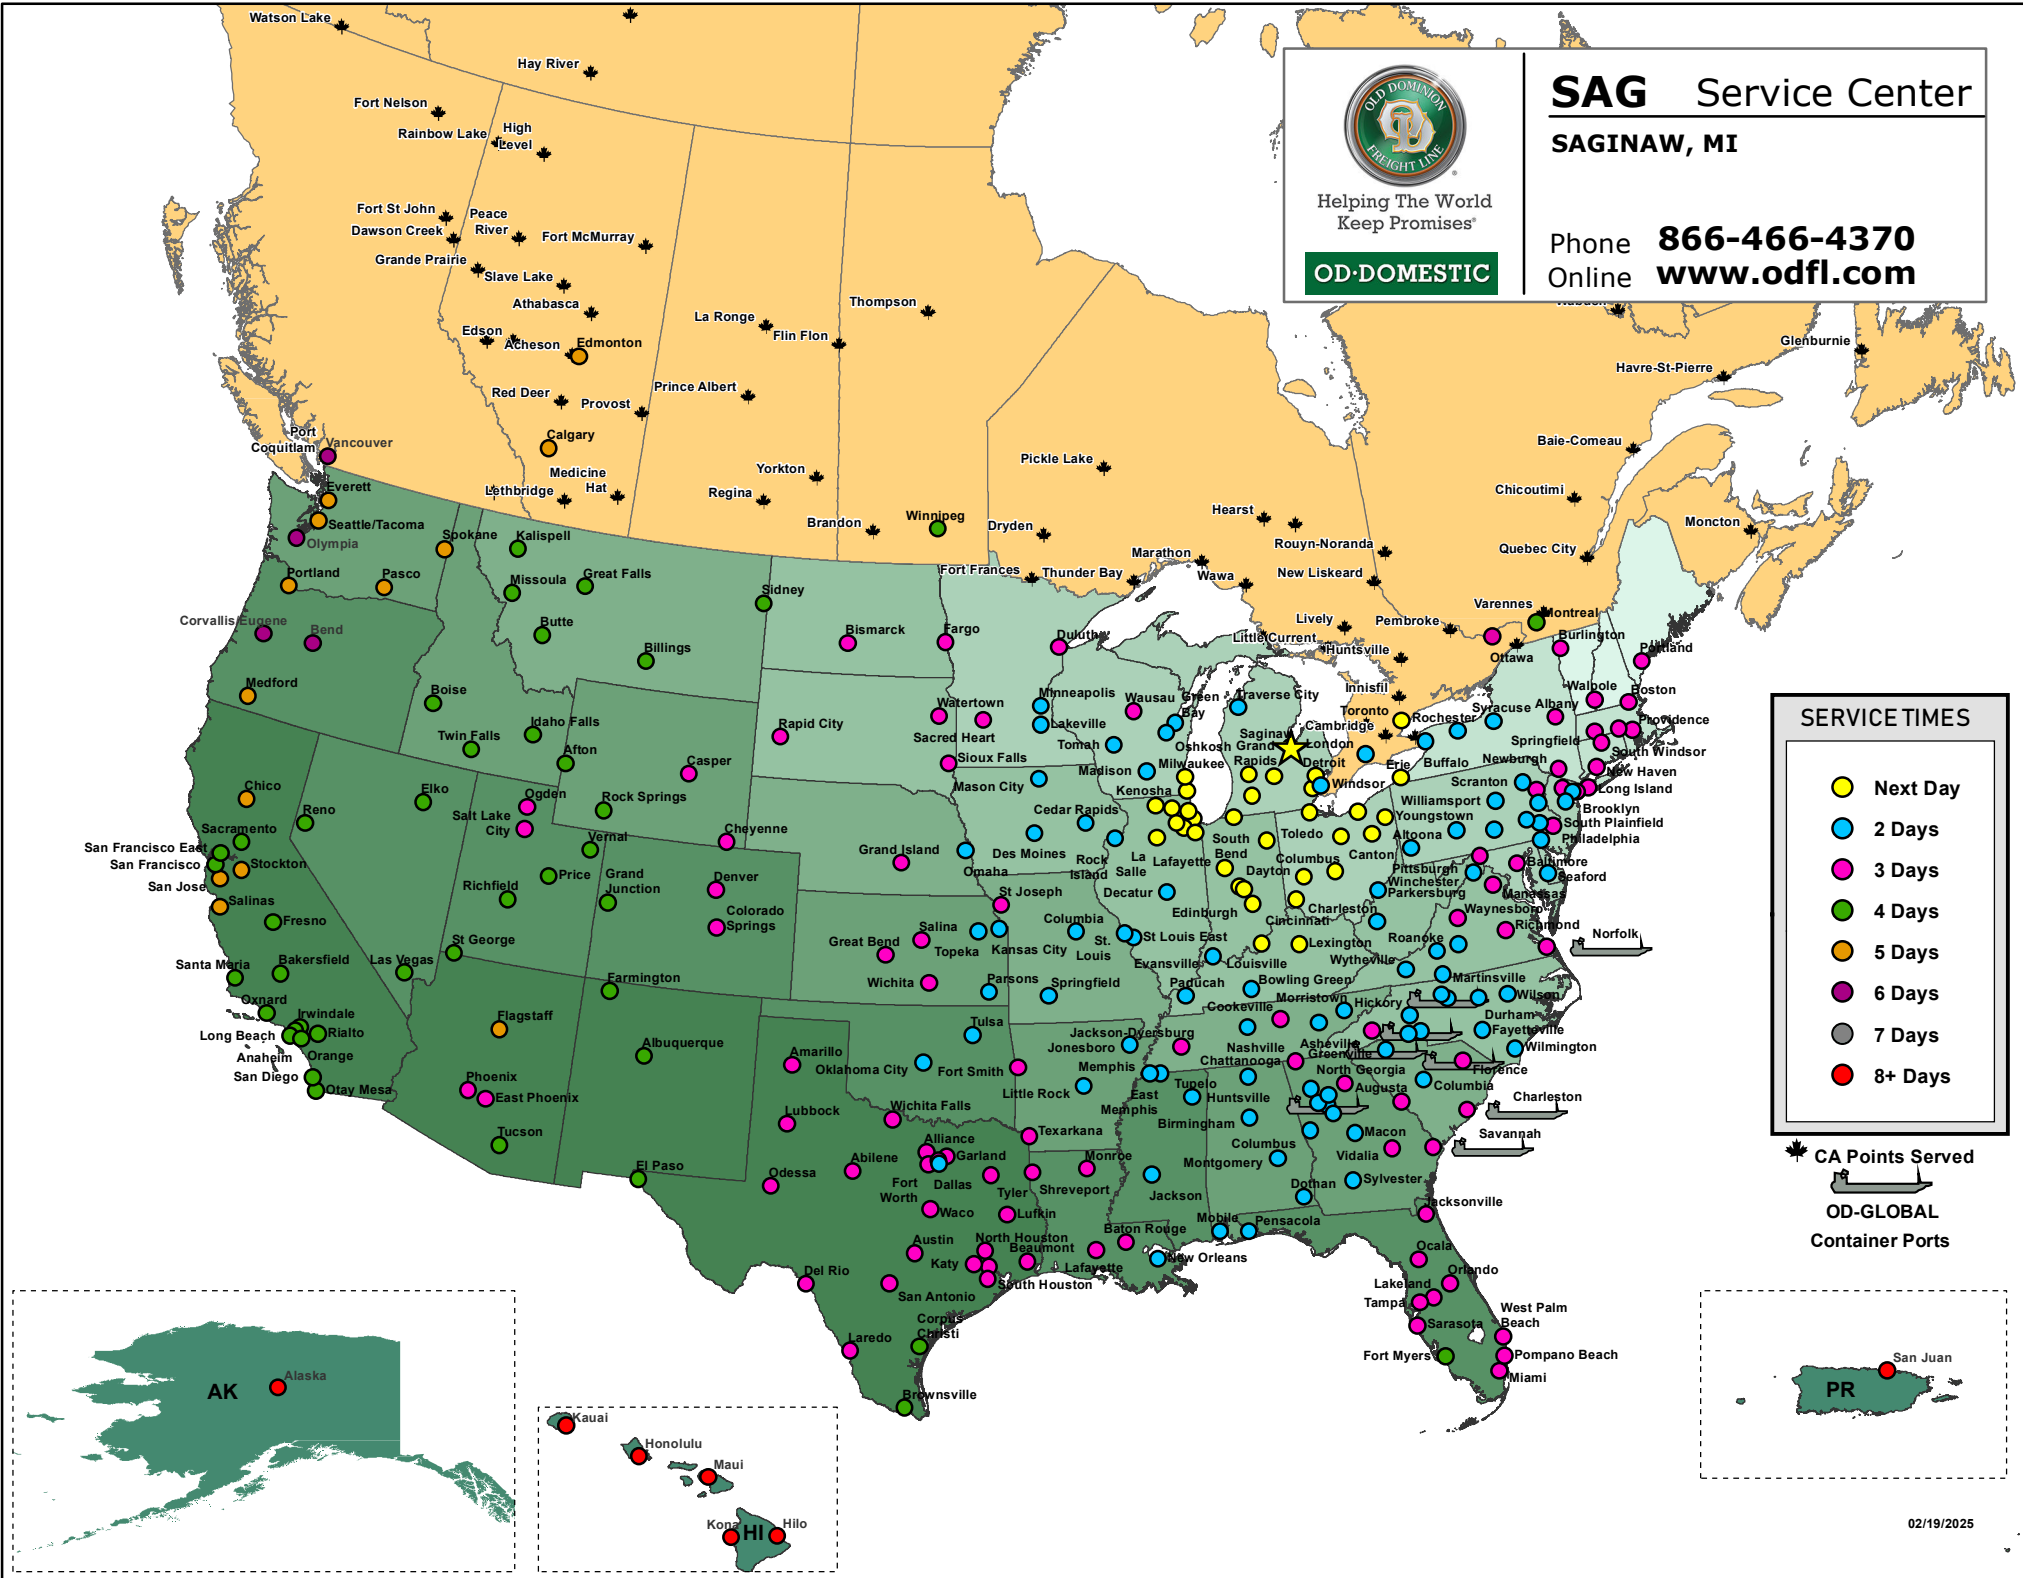 Watson Lake
Hay River
Fort Nelson
Rainbow Lake
High
Level
Fort St John
Dawson Creek
Peace
River
Fort McMurray
Grande Prairie
Slave Lake
Athabasca
Edson
Acheson
Edmonton
Red Deer
Provost
Calgary
Medicine
Hat
Lethbridge
La Ronge
Flin Flon
Thompson
Prince Albert
Yorkton
Regina
Brandon
Winnipeg
Pickle Lake
Dryden
Fort Frances
Thunder Bay
Marathon
Wawa
Hearst
Rouyn-Noranda
New Liskeard
Lively
Little Current
Huntsville
Pembroke
Innisfil
Toronto
Cambridge
London
Windsor
Ottawa
Varennes
Montreal
Quebec City
Chicoutimi
Baie-Comeau
Havre-St-Pierre
Glenburnie
Moncton
OLD DOMINION
FREIGHT LINE
Helping The World
Keep Promises®
OD·DOMESTIC
SAG Service Center
SAGINAW, MI
Phone 866-466-4370
Online www.odfl.com
Port
Coquitlam
Vancouver
Everett
Seattle/Tacoma
Olympia
Spokane
Portland
Pasco
Corvallis/Eugene
Bend
Medford
Kalispell
Missoula
Great Falls
Butte
Billings
Sidney
Boise
Idaho Falls
Twin Falls
Afton
Casper
Rock Springs
Cheyenne
Chico
Reno
Elko
Ogden
Salt Lake
City
Vernal
Price
Richfield
St George
Grand
Junction
Denver
Colorado
Springs
Sacramento
San Francisco East
San Francisco
Stockton
San Jose
Salinas
Fresno
Santa Maria
Bakersfield
Las Vegas
Oxnard
Irwindale
Long Beach
Rialto
Anaheim
Orange
San Diego
Otay Mesa
Flagstaff
Phoenix
East Phoenix
Tucson
Farmington
Albuquerque
El Paso
Bismarck
Fargo
Duluth
Rapid City
Watertown
Sacred Heart
Sioux Falls
Minneapolis
Lakeville
Wausau
Green
Bay
Tomah
Oshkosh
Madison
Milwaukee
Kenosha
Mason City
Cedar Rapids
Des Moines
Rock
Island
La
Salle
Omaha
Grand Island
St Joseph
Salina
Topeka
Kansas City
Great Bend
Wichita
Parsons
Columbia
St.
Louis
St Louis East
Springfield
Decatur
Traverse City
Saginaw
Grand
Rapids
Detroit
South
Bend
Toledo
Lafayette
Edinburgh
Evansville
Columbus
Dayton
Cincinnati
Canton
Youngstown
Erie
Buffalo
Rochester
Syracuse
Albany
Burlington
Portland
Walpole
Boston
Providence
Springfield
South Windsor
New Haven
Newburgh
Long Island
Brooklyn
South Plainfield
Philadelphia
Scranton
Williamsport
Altoona
Pittsburgh
Baltimore
Seaford
Manassas
Winchester
Parkersburg
Charleston
Waynesboro
Richmond
Norfolk
Roanoke
Wytheville
Martinsville
Lexington
Louisville
Bowling Green
Paducah
Cookeville
Morristown
Hickory
Durham
Wilson
Fayetteville
Wilmington
Asheville
Greenville
Florence
Columbia
Charleston
Savannah
Nashville
Chattanooga
Jackson-Dyersburg
Jonesboro
Memphis
East
Memphis
Little Rock
Fort Smith
Tulsa
Oklahoma City
Tupelo
Huntsville
Birmingham
North Georgia
Augusta
Macon
Vidalia
Columbus
Montgomery
Sylvester
Dothan
Jackson
Mobile
Pensacola
New Orleans
Baton Rouge
Lafayette
Monroe
Shreveport
Texarkana
Amarillo
Lubbock
Wichita Falls
Odessa
Abilene
Alliance
Garland
Fort
Worth
Dallas
Tyler
Waco
Lufkin
Austin
North Houston
Beaumont
Katy
South Houston
San Antonio
Del Rio
Laredo
Corpus
Christi
Brownsville
Jacksonville
Ocala
Orlando
Lakeland
Tampa
Sarasota
West Palm
Beach
Fort Myers
Pompano Beach
Miami
SERVICE TIMES
Next Day
2 Days
3 Days
4 Days
5 Days
6 Days
7 Days
8+ Days
CA Points Served
OD-GLOBAL
Container Ports
AK
Alaska
Kauai
Honolulu
Maui
Kona
HI
Hilo
San Juan
PR
02/19/2025